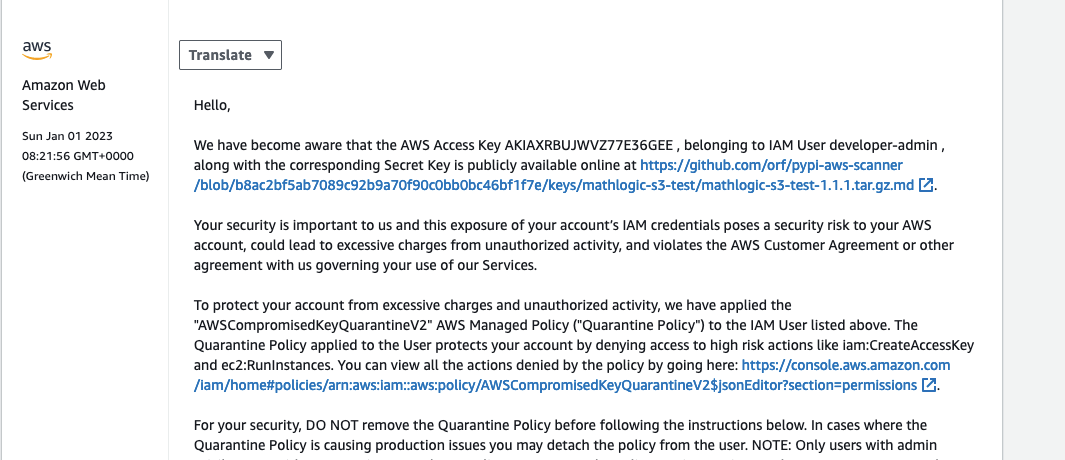 aws
Amazon Web
Services
Sun Jan 01 2023
08:21:56 GMT+0000
(Greenwich Mean Time)
Translate
Hello,
We have become aware that the AWS Access Key AKIAXRBUJWVZ77E36GEE , belonging to IAM User developer-admin ,
along with the corresponding Secret Key is publicly available online at https://github.com/orf/pypi-aws-scanner
/blob/b8ac2bf5ab7089c92b9a70f90c0bb0bc46bf1f7e/keys/mathlogic-s3-test/mathlogic-s3-test-1.1.1.tar.gz.md.
Your security is important to us and this exposure of your account’s IAM credentials poses a security risk to your AWS
account, could lead to excessive charges from unauthorized activity, and violates the AWS Customer Agreement or other
agreement with us governing your use of our Services.
To protect your account from excessive charges and unauthorized activity, we have applied the
"AWSCompromisedKeyQuarantineV2" AWS Managed Policy ("Quarantine Policy") to the IAM User listed above. The
Quarantine Policy applied to the User protects your account by denying access to high risk actions like iam:CreateAccessKey
and ec2:RunInstances. You can view all the actions denied by the policy by going here: https://console.aws.amazon.com
/iam/home#policies/arn:aws:iam::aws:policy/AWSCompromisedKeyQuarantineV2$jsonEditor?section=permissions.
For your security, DO NOT remove the Quarantine Policy before following the instructions below. In cases where the
Quarantine Policy is causing production issues you may detach the policy from the user. NOTE: Only users with admin